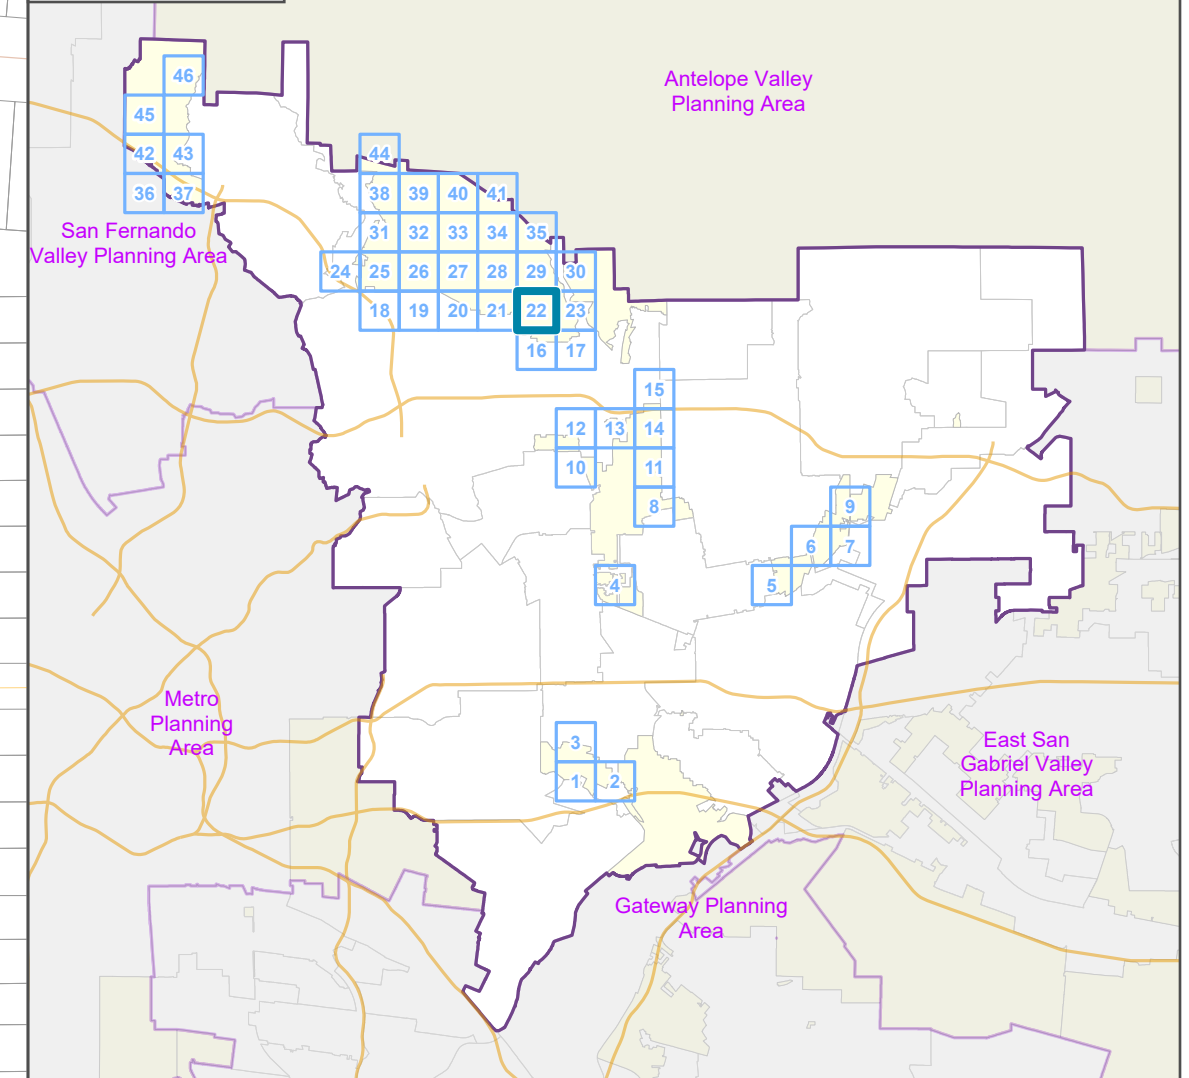 Antelope Valley
Planning Area
46
45
42 43
36 37
San Fernando
Valley Planning Area
44
38 39 40 41
31 32 33 34 35
24 25 26 27 28 29 30
18 19 20 21 22 23
16 17
15
12 13 14
10 11
8
9
6 7
5
4
Metro
Planning
Area
3
1 2
East San
Gabriel Valley
Planning Area
Gateway Planning
Area